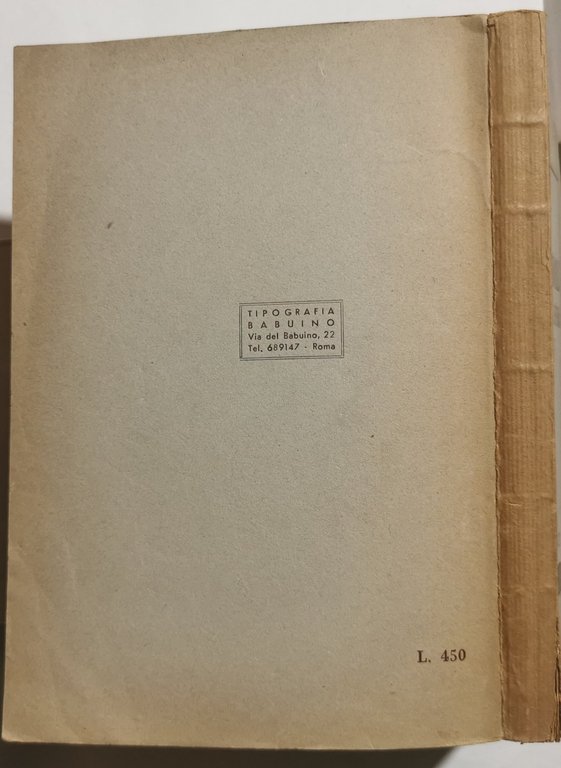 TIPOGRAFIA
BABUINO
Via del Babuino, 22
Tel. 689147 - Roma
L. 450